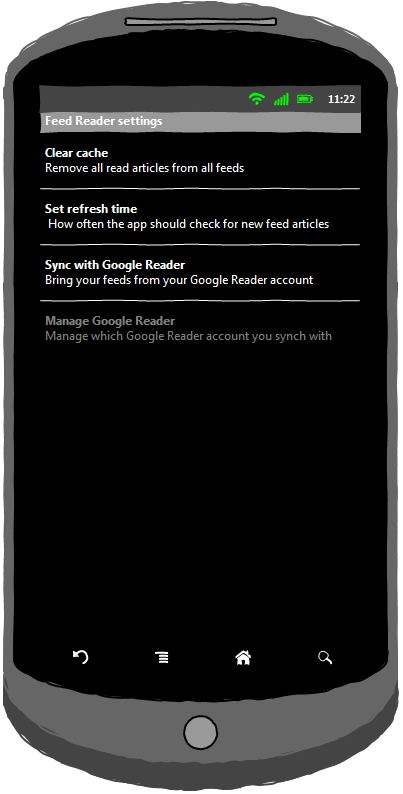 11:22
Feed Reader settings
Clear cache
Remove all read articles from all feeds
Set refresh time
How often the app should check for new feed articles
Sync with Google Reader
Bring your feeds from your Google Reader account
Manage Google Reader
Manage which Google Reader account you synch with